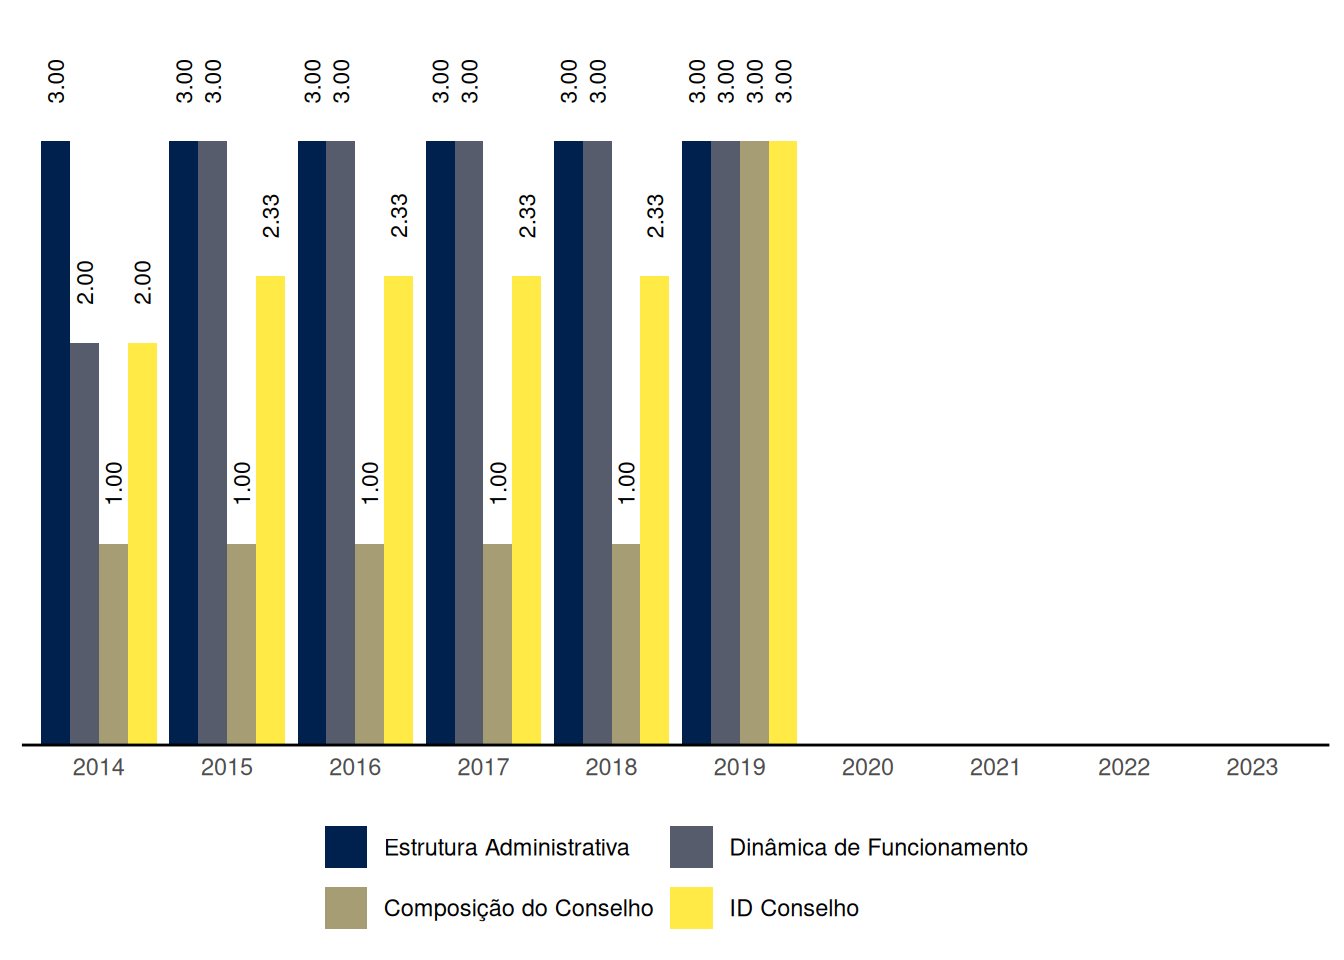 3.00 3.00 3.00 3.00 3.00 3.00 3.00 3.00 3.00 3.00 3.00 3.00 3.00
2.33 2.33 2.33 2.33
2.00 2.00
1.00 1.00 1.00 1.00 1.00
2014 2015 2016 2017 2018 2019 2020 2021 2022 2023
Estrutura Administrativa Dinâmica de Funcionamento
Composição do Conselho ID Conselho